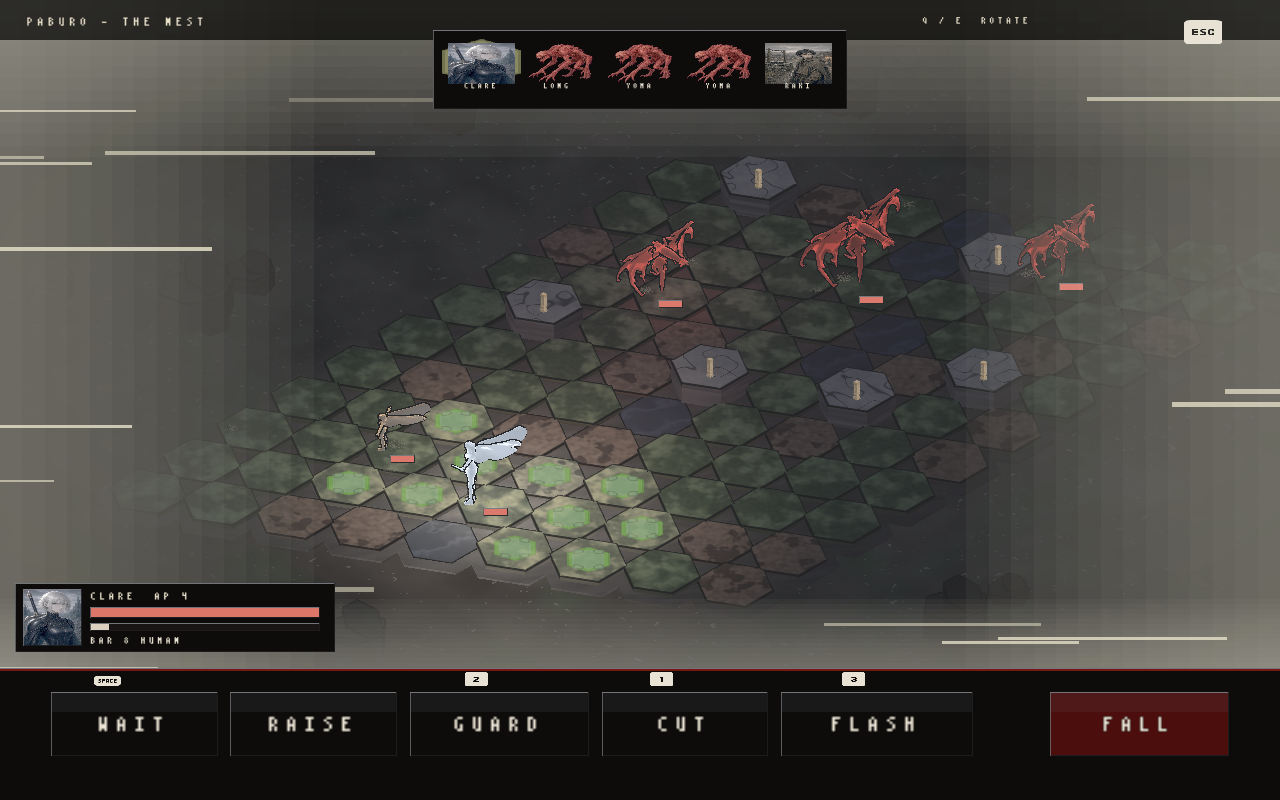 PABURO - THE NEST
Q / E ROTATE
ESC
CLARE
LONG
YOMA
YOMA
RAKI
CLARE AP 4
BAR 8 HUMAN
SPACE
2
1
3
WAIT
RAISE
GUARD
CUT
FLASH
FALL